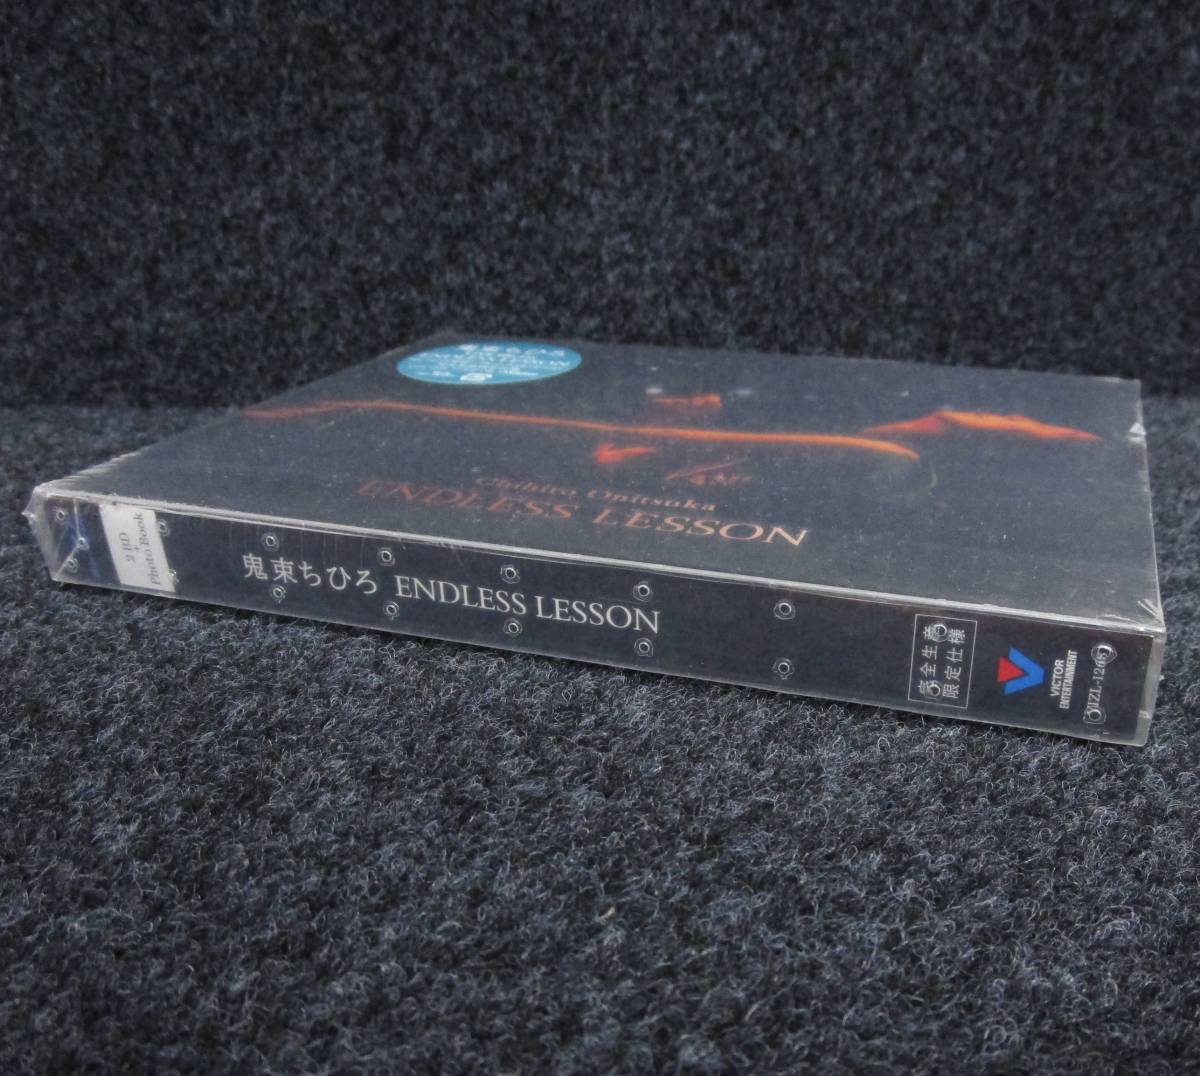 Chihiro Onitsuka
ENDLESS LESSON
2 BD
+
Photo Book
鬼束ちひろ ENDLESS LESSON
完全生産
限定仕様
VICTOR
ENTERTAINMENT